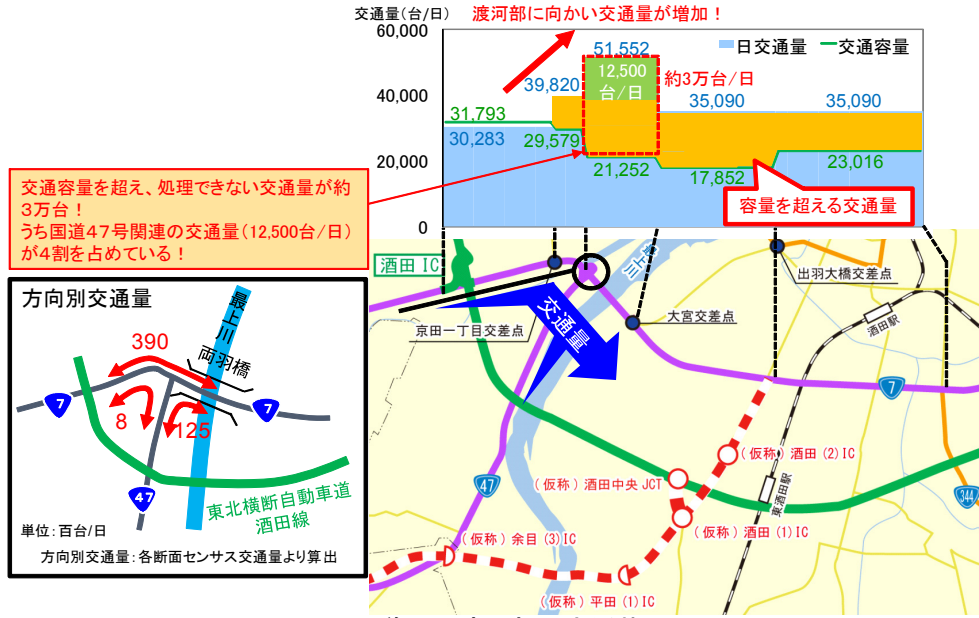 交通量(台/日)
渡河部に向かい交通量が増加！
60,000
40,000
20,000
0
日交通量
交通容量
51,552
12,500
台/日
約3万台/日
39,820
35,090
35,090
31,793
30,283
29,579
21,252
17,852
23,016
容量を超える交通量
交通容量を超え、処理できない交通量が約
３万台！
うち国道４７号関連の交通量(12,500台/日)
が４割を占めている！
方向別交通量
最上川
両羽橋
390
7
7
8
125
47
東北横断自動車道
酒田線
単位：百台/日
方向別交通量：各断面センサス交通量より算出
酒田 IC
最上川
出羽大橋交差点
京田一丁目交差点
交通量
大宮交差点
酒田駅
7
47
(仮称) 酒田 (2) IC
(仮称) 酒田中央 JCT
東酒田駅
344
(仮称) 酒田 (1) IC
(仮称) 余目 (3) IC
(仮称) 平田 (1) IC